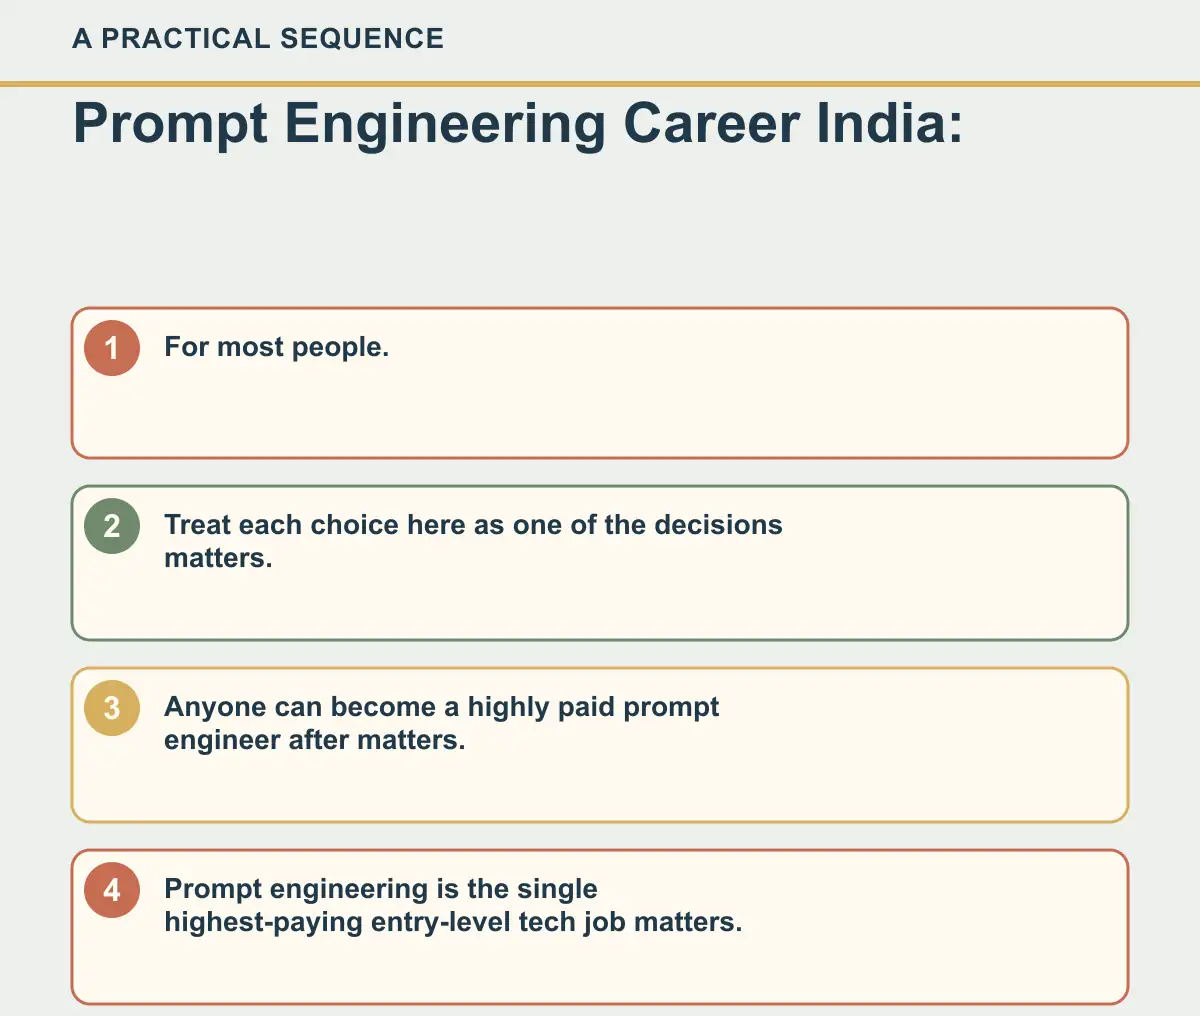 A PRACTICAL SEQUENCE
Prompt Engineering Career India:
1 For most people.
2 Treat each choice here as one of the decisions
matters.
3 Anyone can become a highly paid prompt
engineer after matters.
4 Prompt engineering is the single
highest-paying entry-level tech job matters.